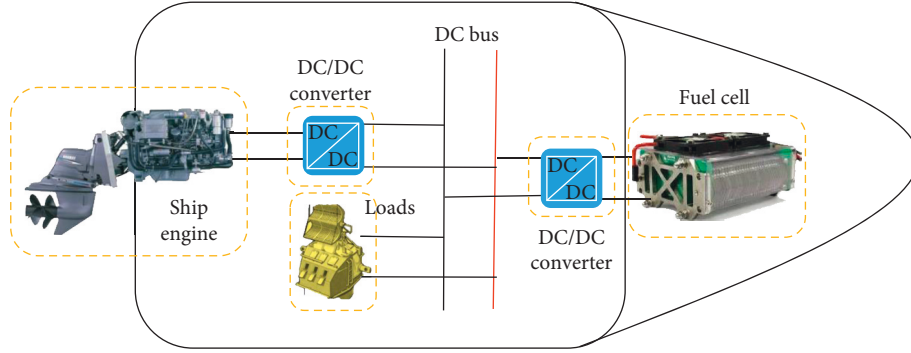 DC bus
DC/DC
converter
DC
DC
Ship
engine
Loads
DC
DC
DC/DC
converter
Fuel cell